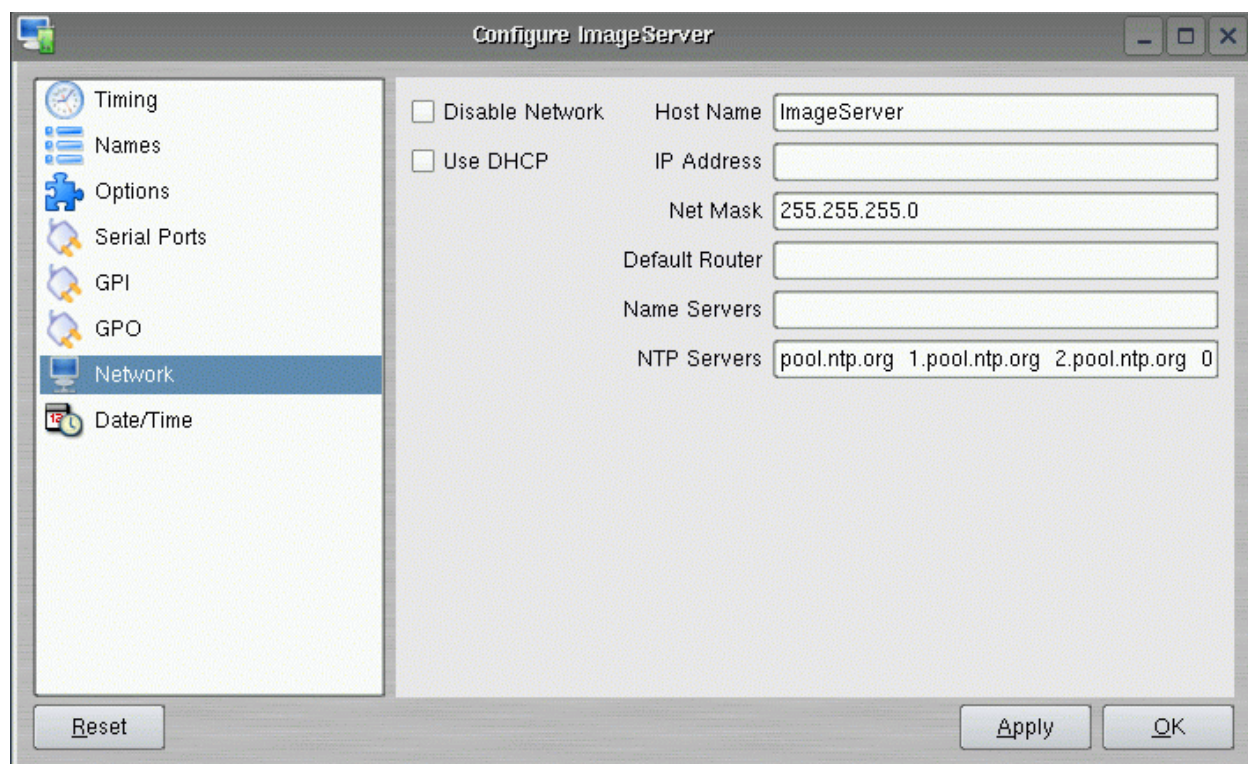 Configure ImageServer
Timing
Names
Options
Serial Ports
GPI
GPO
Network
Date/Time
Disable Network
Host Name ImageServer
Use DHCP
IP Address
Net Mask 255.255.255.0
Default Router
Name Servers
NTP Servers pool.ntp.org 1.pool.ntp.org 2.pool.ntp.org 0
Reset
Apply
OK